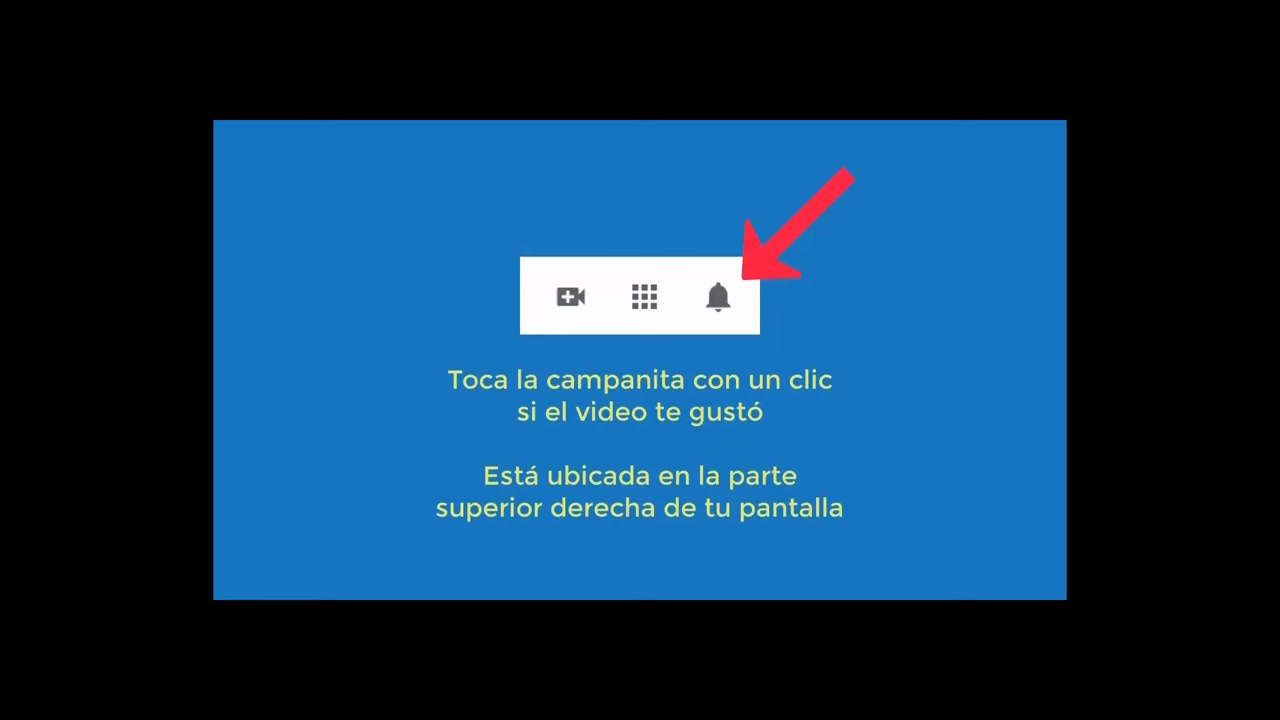 Toca la campanita con un clic
si el video te gustó
Está ubicada en la parte
superior derecha de tu pantalla